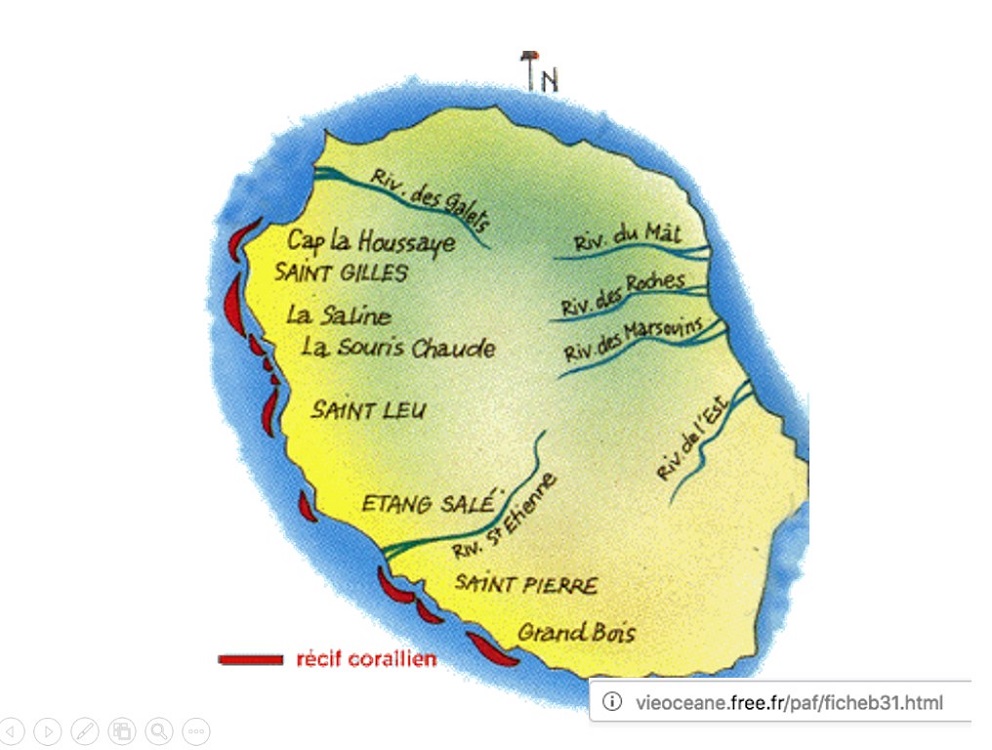 N
Riv. des Galets
Cap la Houssaye
SAINT GILLES
La Saline
La Souris Chaude
SAINT LEU
ETANG SALÉ
Riv. St Etienne
SAINT PIERRE
Grand Bois
Riv. du Mât
Riv. des Roches
Riv. des Marsouins
Riv. de l'Est
récif corallien
vieoceane.free.fr/paf/ficheb31.html